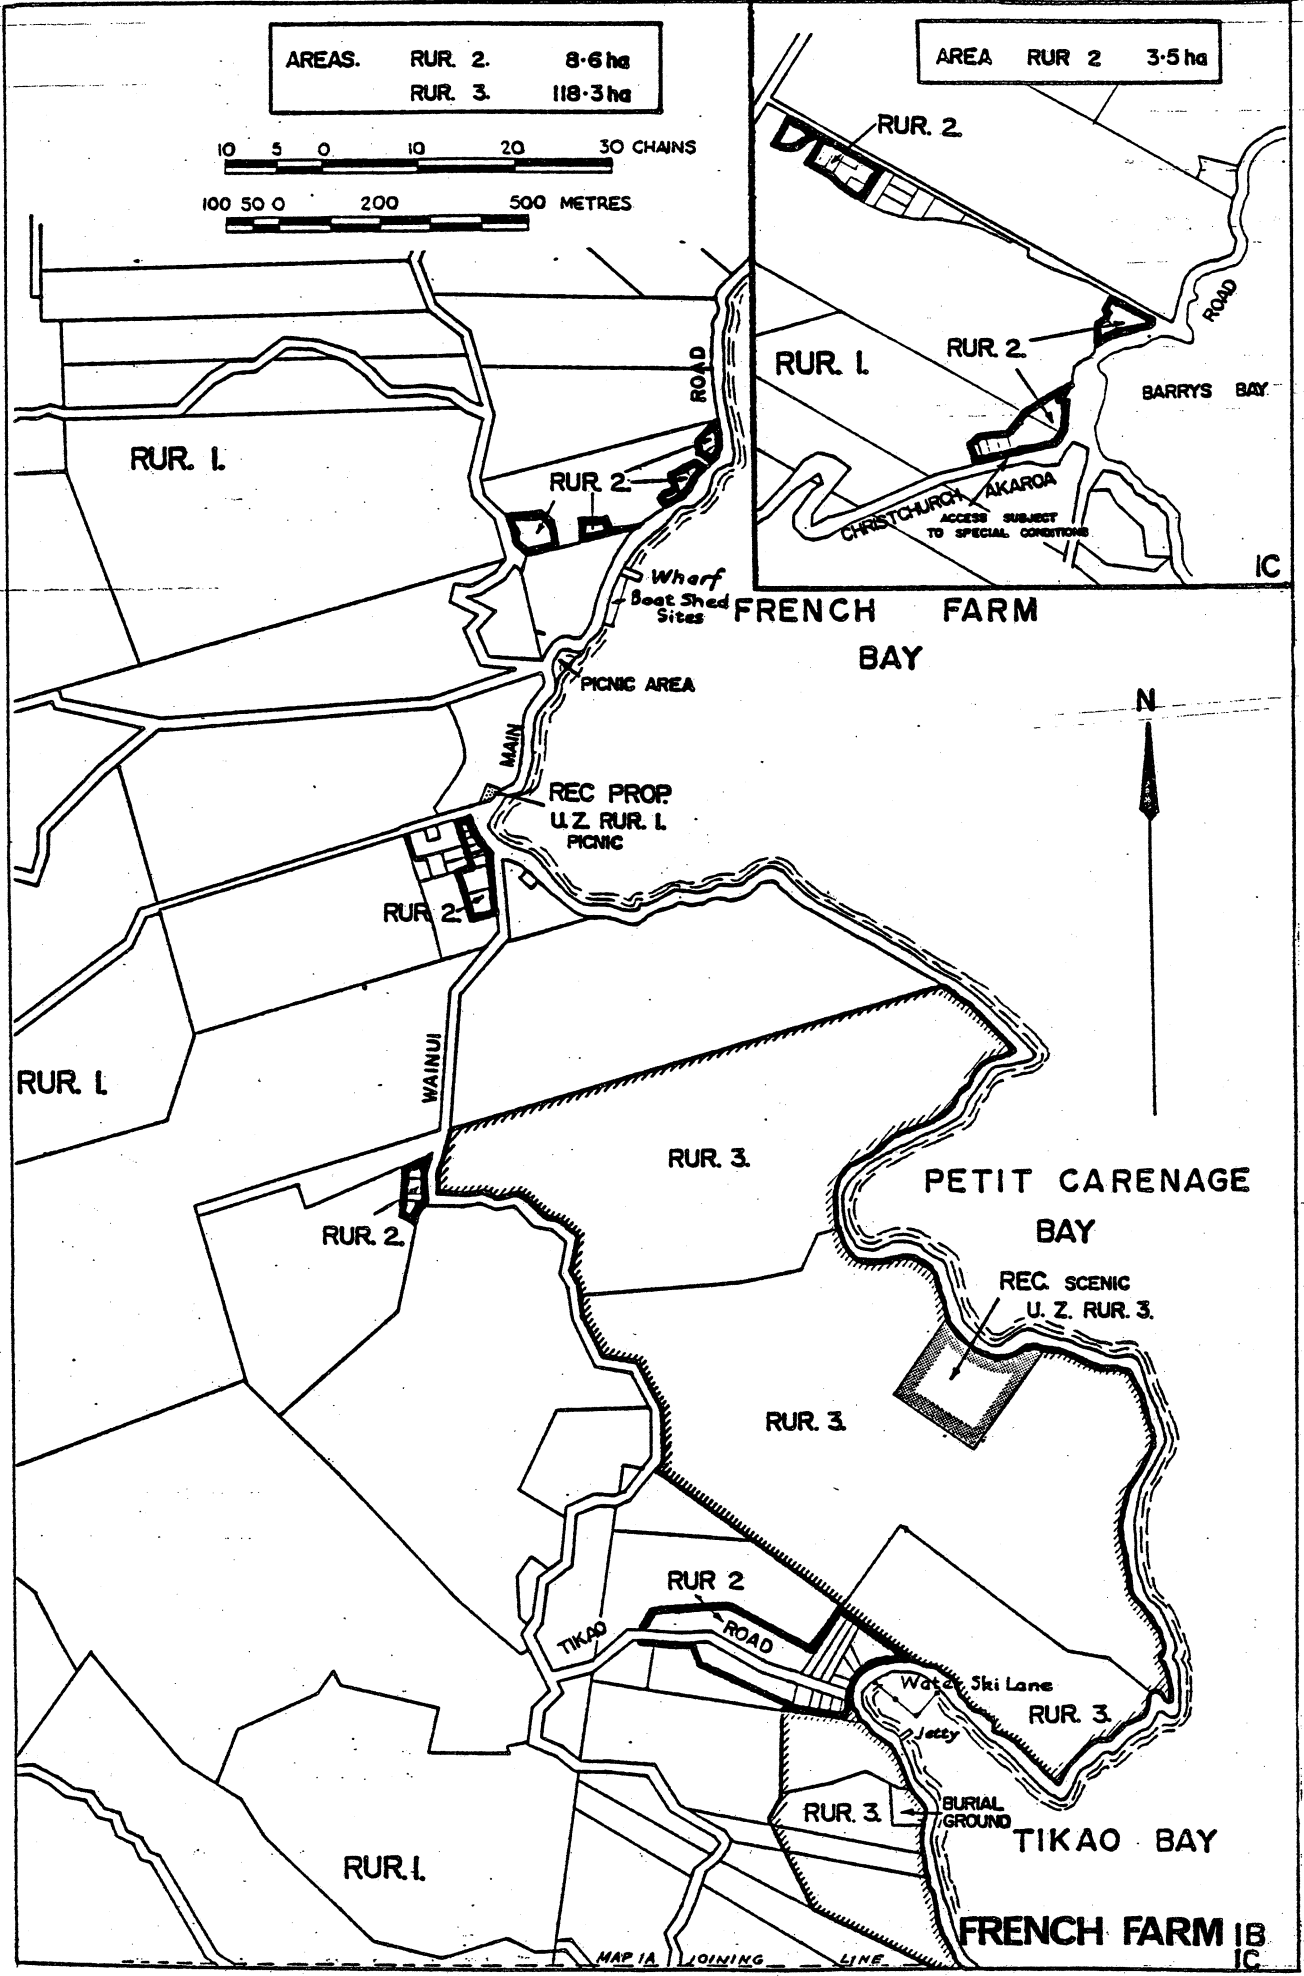 AREAS. RUR. 2. 8·6 ha
RUR. 3. 118·3 ha
10 5 0 10 20 30 CHAINS
100 50 0 200 500 METRES
AREA RUR 2 3·5 ha
RUR. 2.
ROAD
RUR. 2.
RUR. 1.
BARRYS BAY
CHRISTCHURCH AKAROA
ACCESS SUBJECT
TO SPECIAL CONDITIONS
1C
ROAD
RUR. 1.
RUR. 2.
Wharf
Boat Shed
Sites
FRENCH FARM
BAY
PICNIC AREA
N
MAIN
REC PROP.
U.Z. RUR. 1.
PICNIC
RUR 2.
WAINUI
RUR. 1.
RUR. 3.
PETIT CARENAGE
BAY
RUR. 2.
REC. SCENIC
U. Z. RUR. 3.
RUR. 3.
RUR 2
TIKAO ROAD
Water Ski Lane
RUR. 3.
Jetty
RUR. 3.
BURIAL
GROUND
TIKAO BAY
RUR. 1.
FRENCH FARM 1B
1C
MAP 1A JOINING LINE